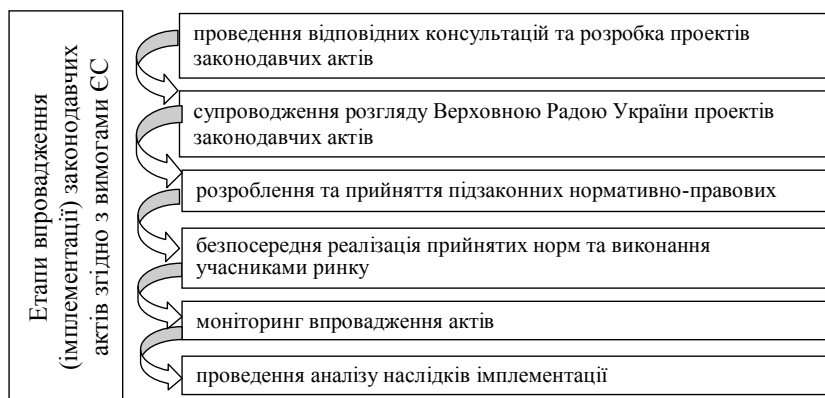 Етапи впровадження
(імплементації) законодавчих
актів згідно з вимогами ЄС
проведення відповідних консультацій та розробка проектів
законодавчих актів
супроводження розгляду Верховною Радою України проектів
законодавчих актів
розроблення та прийняття підзаконних нормативно-правових
безпосередня реалізація прийнятих норм та виконання
учасниками ринку
моніторинг впровадження актів
проведення аналізу наслідків імплементації